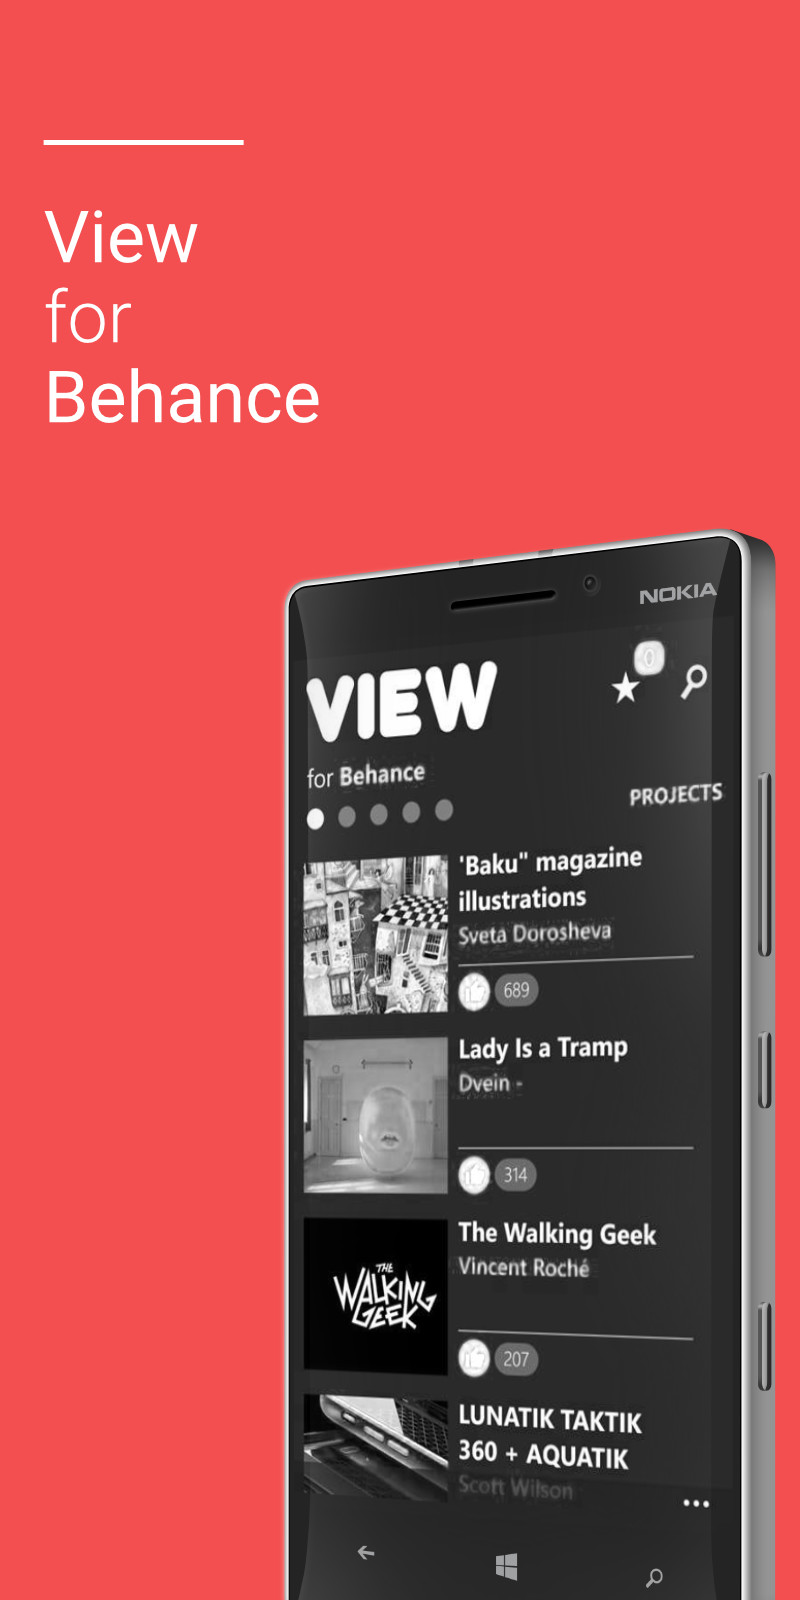 View
for
Behance
NOKIA
0
VIEW
for Behance
PROJECTS
'Baku" magazine
illustrations
Sveta Dorosheva
689
Lady Is a Tramp
Dvein -
314
THE
WALKING
GEEK
The Walking Geek
Vincent Roché
207
LUNATIK TAKTIK
360 + AQUATIK
Scott Wilson